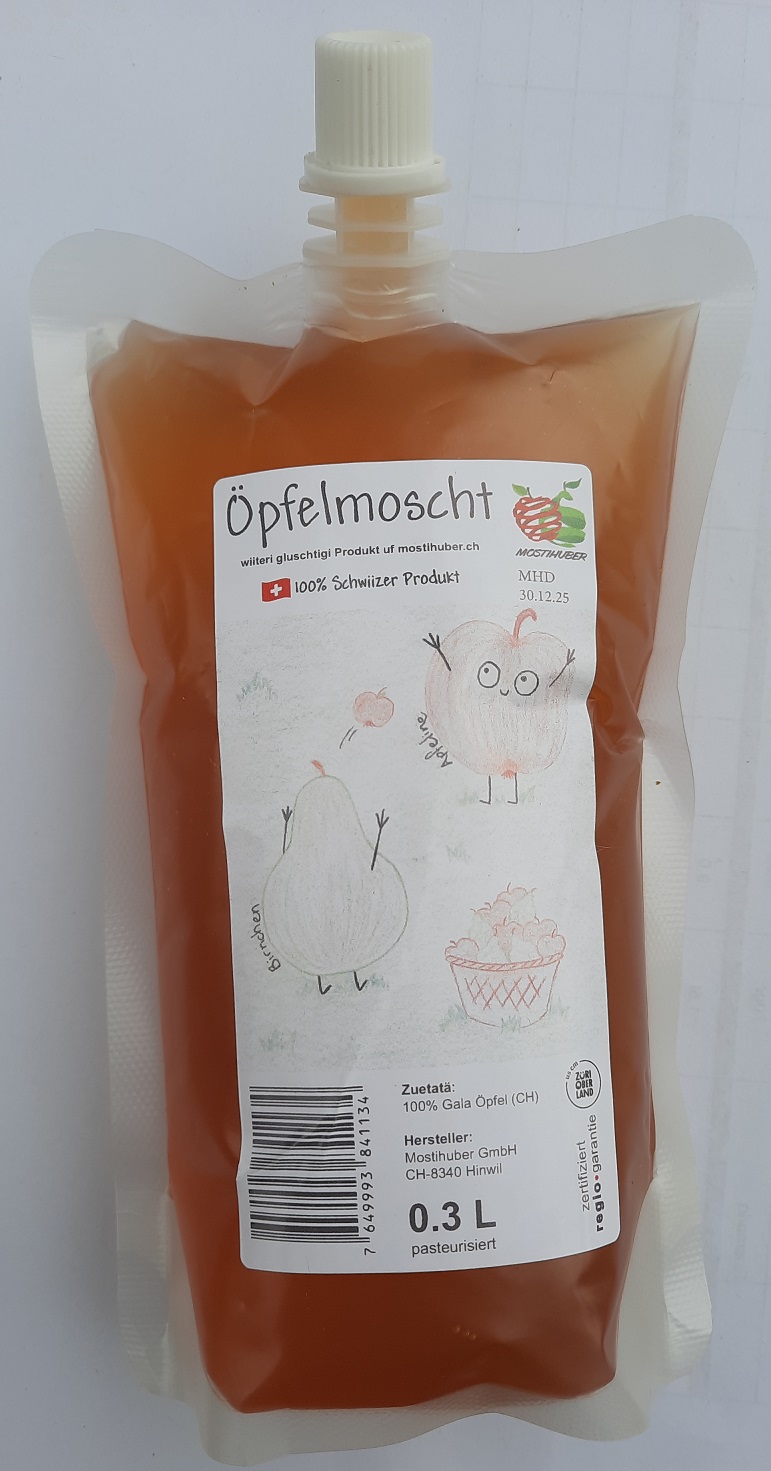 Öpfelmoscht
wiiteri gluschtigi Produkt uf mostihuber.ch
100% Schwiizer Produkt
MOSTIHUBER
MHD
30.12.25
Apfeline
Birnchen
7 649993 841134
Zuetatä:
100% Gala Öpfel (CH)
Hersteller:
Mostihuber GmbH
CH-8340 Hinwil
0.3 L
pasteurisiert
us em
ZÜRI
OBER
LAND
zertifiziert
regio•garantie